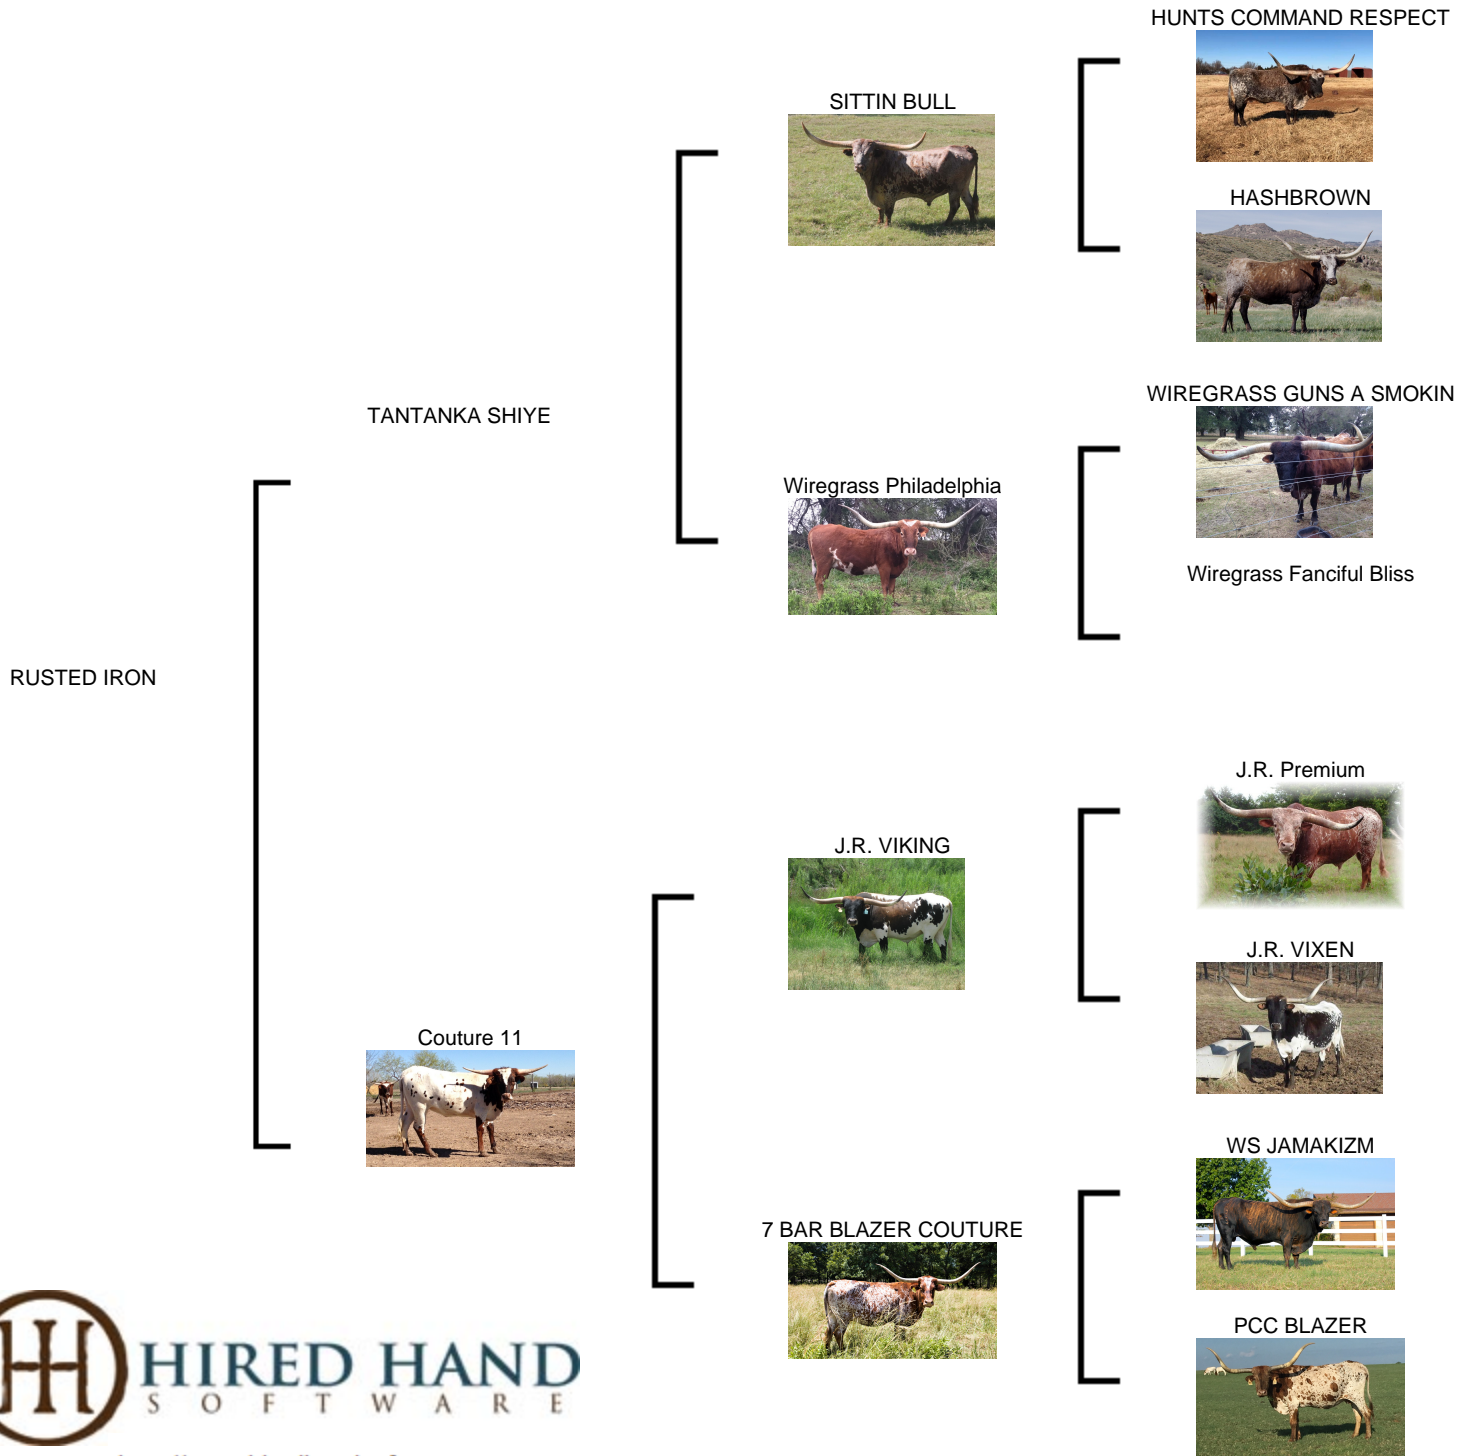 HUNTS COMMAND RESPECT
SITTIN BULL
HASHBROWN
WIREGRASS GUNS A SMOKIN
TANTANKA SHIYE
Wiregrass Philadelphia
Wiregrass Fanciful Bliss
RUSTED IRON
J.R. Premium
J.R. VIKING
J.R. VIXEN
Couture 11
WS JAMAKIZM
7 BAR BLAZER COUTURE
PCC BLAZER
HIRED HAND
SOFTWARE